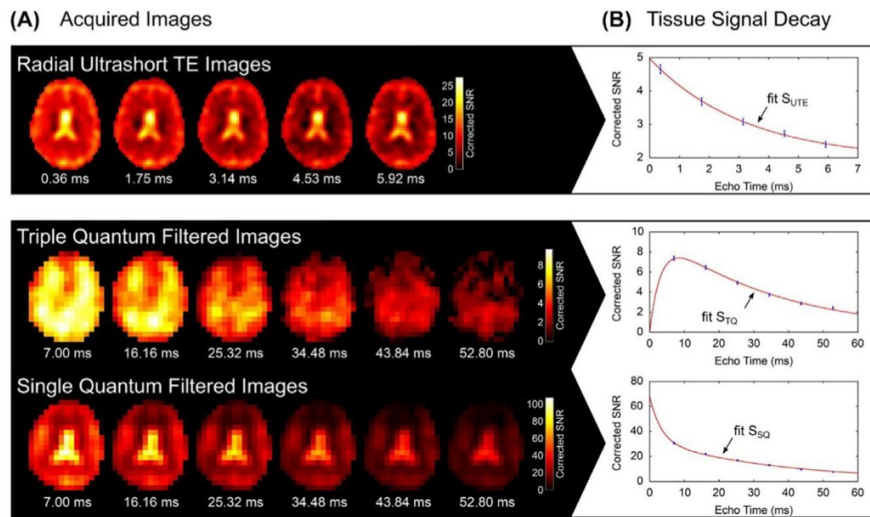 (A) Acquired Images
(B) Tissue Signal Decay
Radial Ultrashort TE Images
25
20
15
10
5
0
Corrected SNR
0.36 ms 1.75 ms 3.14 ms 4.53 ms 5.92 ms
5
4
3
2
1
Corrected SNR
fit SUTE
0 1 2 3 4 5 6 7
Echo Time (ms)
Triple Quantum Filtered Images
8
6
4
2
0
Corrected SNR
7.00 ms 16.16 ms 25.32 ms 34.48 ms 43.84 ms 52.80 ms
10
8
6
4
2
0
Corrected SNR
fit STQ
0 10 20 30 40 50 60
Echo Time (ms)
Single Quantum Filtered Images
100
80
60
40
20
0
Corrected SNR
7.00 ms 16.16 ms 25.32 ms 34.48 ms 43.84 ms 52.80 ms
80
60
40
20
0
Corrected SNR
fit SSQ
0 10 20 30 40 50 60
Echo Time (ms)